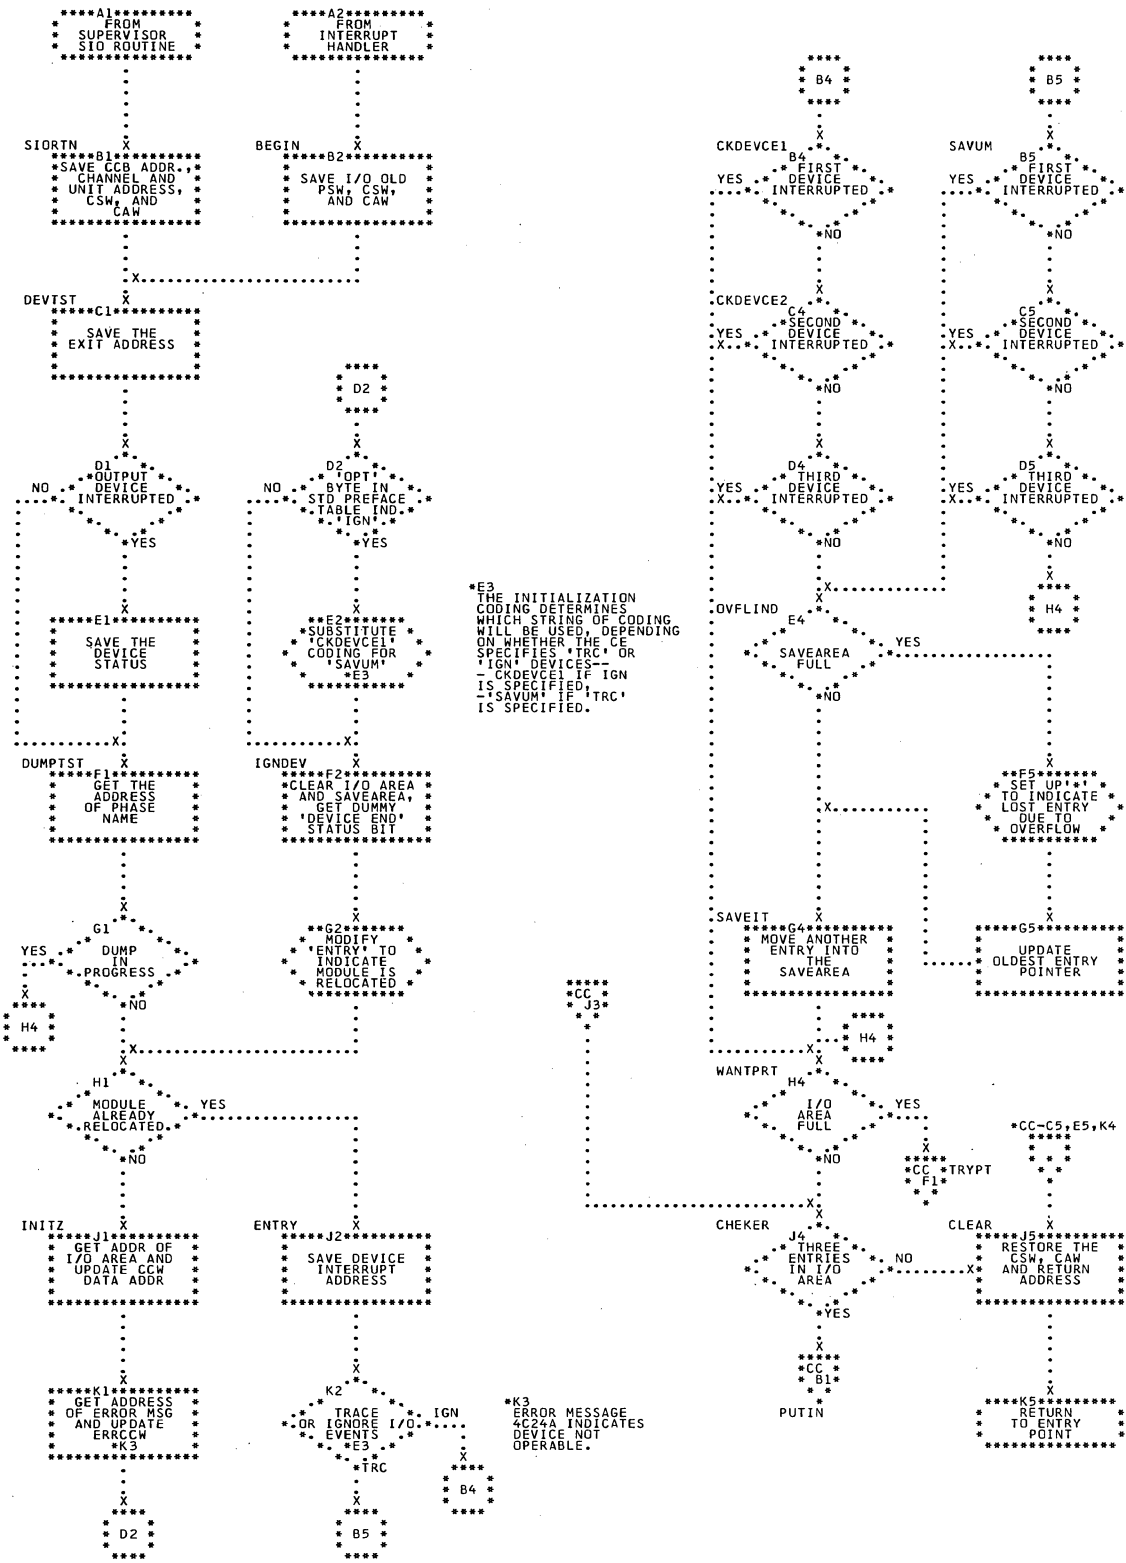 A1
FROM
SUPERVISOR
SIO ROUTINE
SIORTN
B1
SAVE CCB ADDR.,
CHANNEL AND
UNIT ADDRESS,
CSW, AND
CAW
DEVTST
C1
SAVE THE
EXIT ADDRESS
D1
OUTPUT
DEVICE
INTERRUPTED
NO
YES
E1
SAVE THE
DEVICE
STATUS
DUMPTST
F1
GET THE
ADDRESS
OF PHASE
NAME
G1
DUMP
IN
PROGRESS
YES
NO
H4
H1
MODULE
ALREADY
RELOCATED
YES
NO
INITZ
J1
GET ADDR OF
I/O AREA AND
UPDATE CCW
DATA ADDR
K1
GET ADDRESS
OF ERROR MSG
AND UPDATE
ERRCCW
*K3
D2
A2
FROM
INTERRUPT
HANDLER
BEGIN
B2
SAVE I/O OLD
PSW, CSW,
AND CAW
D2
D2
'OPT'
BYTE IN
STD PREFACE
TABLE IND.
'IGN'
NO
YES
E2
SUBSTITUTE
'CKDEVCE1'
CODING FOR
'SAVUM'
*E3
IGNDEV
F2
CLEAR I/O AREA
AND SAVEAREA,
GET DUMMY
'DEVICE END'
STATUS BIT
G2
MODIFY
'ENTRY' TO
INDICATE
MODULE IS
RELOCATED
ENTRY
J2
SAVE DEVICE
INTERRUPT
ADDRESS
K2
TRACE
OR IGNORE I/O
EVENTS
*E3
IGN
TRC
B4
B5
*E3
THE INITIALIZATION
CODING DETERMINES
WHICH STRING OF CODING
WILL BE USED, DEPENDING
ON WHETHER THE CE
SPECIFIES 'TRC' OR
'IGN' DEVICES--
- CKDEVCE1 IF IGN
IS SPECIFIED,
-'SAVUM' IF 'TRC'
IS SPECIFIED.
CC
J3
*K3
ERROR MESSAGE
4C24A INDICATES
DEVICE NOT
OPERABLE.
B4
CKDEVCE1
B4
FIRST
DEVICE
INTERRUPTED
YES
NO
CKDEVCE2
C4
SECOND
DEVICE
INTERRUPTED
YES
NO
D4
THIRD
DEVICE
INTERRUPTED
YES
NO
OVFLIND
E4
SAVEAREA
FULL
YES
NO
SAVEIT
G4
MOVE ANOTHER
ENTRY INTO
THE
SAVEAREA
H4
WANTPRT
H4
I/O
AREA
FULL
YES
NO
CC
F1
TRYPT
CHEKER
J4
THREE
ENTRIES
IN I/O
AREA
NO
YES
CC
B1
PUTIN
B5
SAVUM
B5
FIRST
DEVICE
INTERRUPTED
YES
NO
C5
SECOND
DEVICE
INTERRUPTED
YES
NO
D5
THIRD
DEVICE
INTERRUPTED
YES
NO
H4
F5
SET UP'*'
TO INDICATE
LOST ENTRY
DUE TO
OVERFLOW
G5
UPDATE
OLDEST ENTRY
POINTER
*CC-C5,E5,K4
CLEAR
J5
RESTORE THE
CSW, CAW
AND RETURN
ADDRESS
K5
RETURN
TO ENTRY
POINT